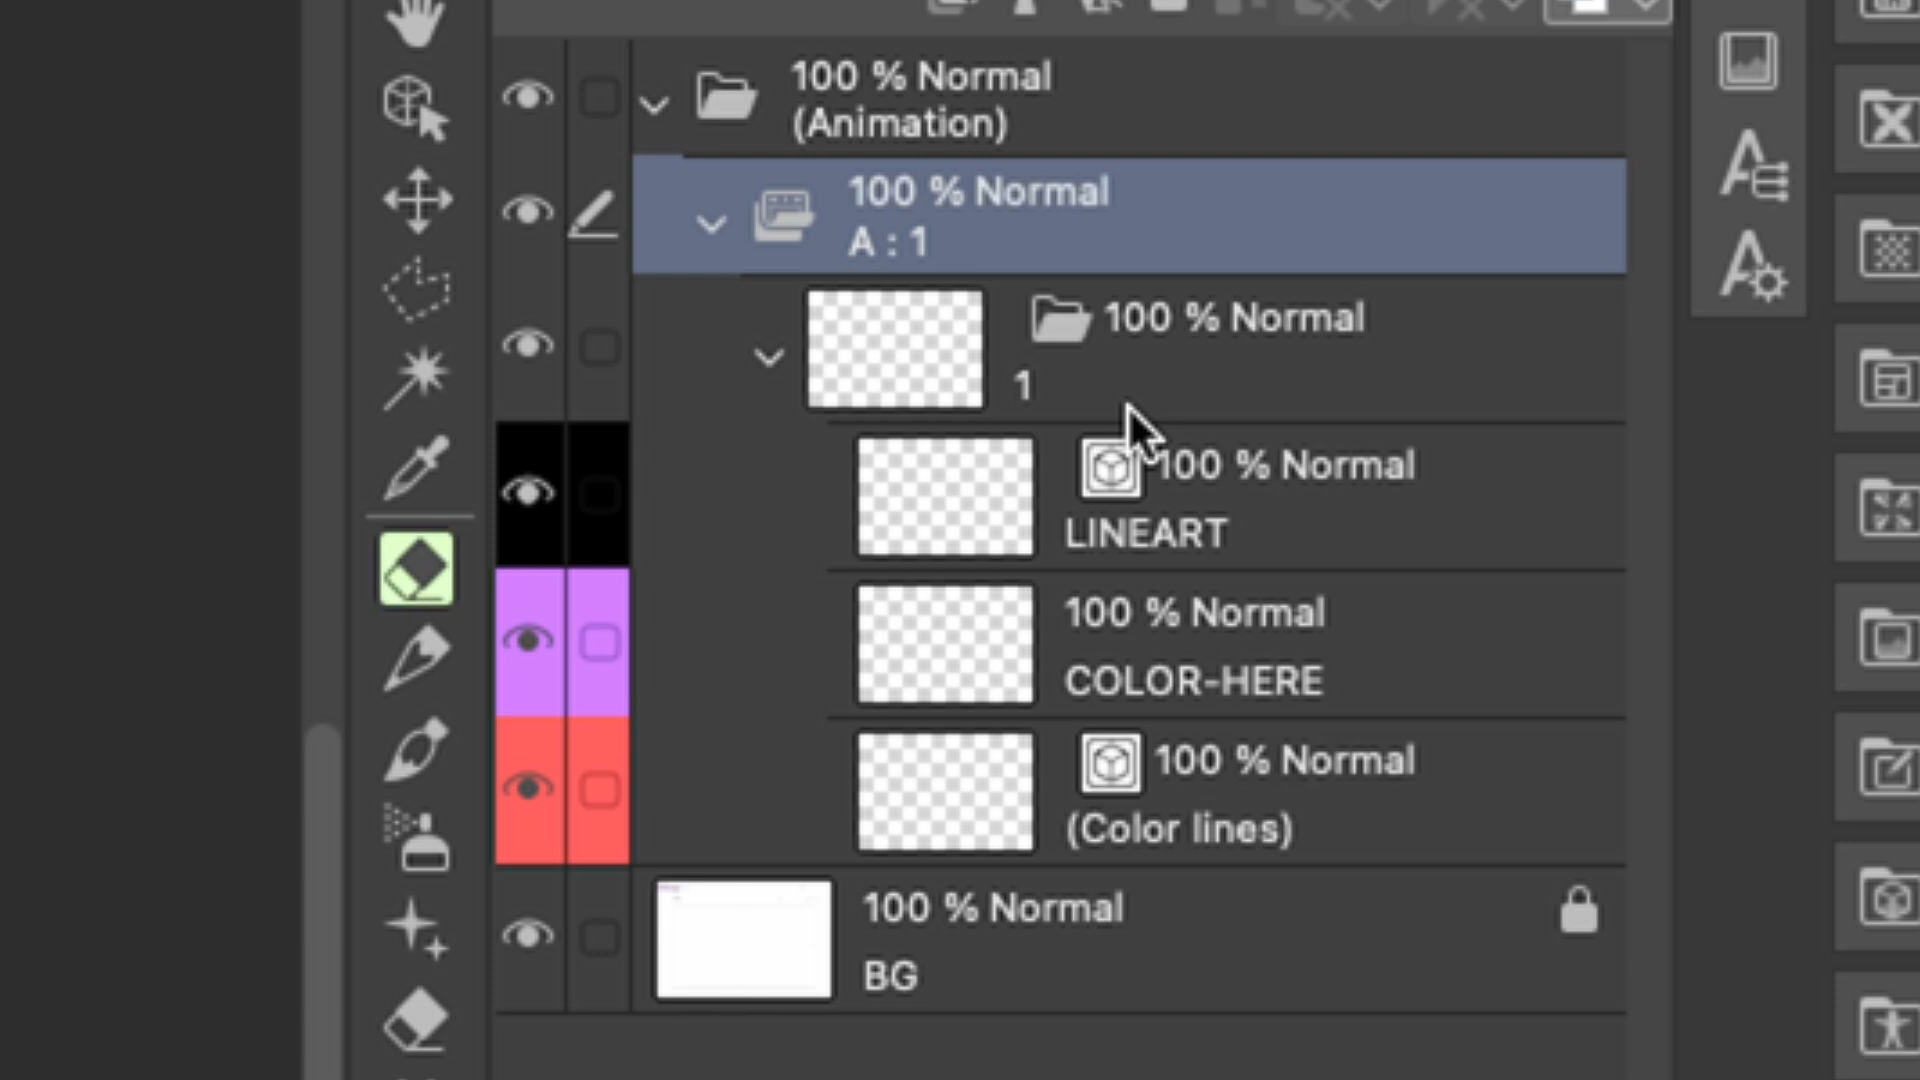 100 % Normal
(Animation)
100 % Normal
A : 1
100 % Normal
1
100 % Normal
LINEART
100 % Normal
COLOR-HERE
100 % Normal
(Color lines)
100 % Normal
BG